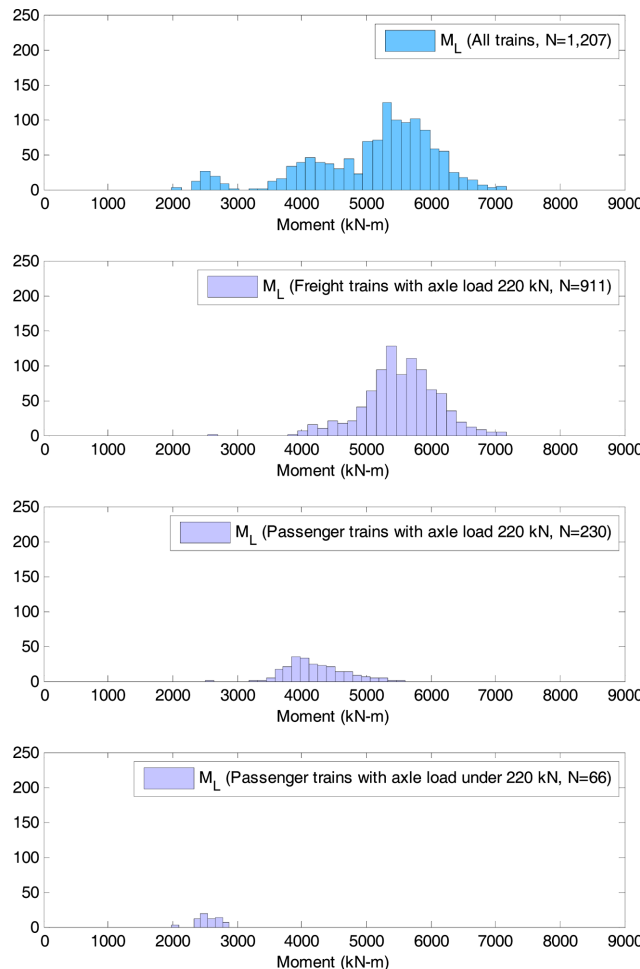 250
200
150
100
50
0
M_L (All trains, N=1,207)
0 1000 2000 3000 4000 5000 6000 7000 8000 9000
Moment (kN-m)
250
200
150
100
50
0
M_L (Freight trains with axle load 220 kN, N=911)
0 1000 2000 3000 4000 5000 6000 7000 8000 9000
Moment (kN-m)
250
200
150
100
50
0
M_L (Passenger trains with axle load 220 kN, N=230)
0 1000 2000 3000 4000 5000 6000 7000 8000 9000
Moment (kN-m)
250
200
150
100
50
0
M_L (Passenger trains with axle load under 220 kN, N=66)
0 1000 2000 3000 4000 5000 6000 7000 8000 9000
Moment (kN-m)